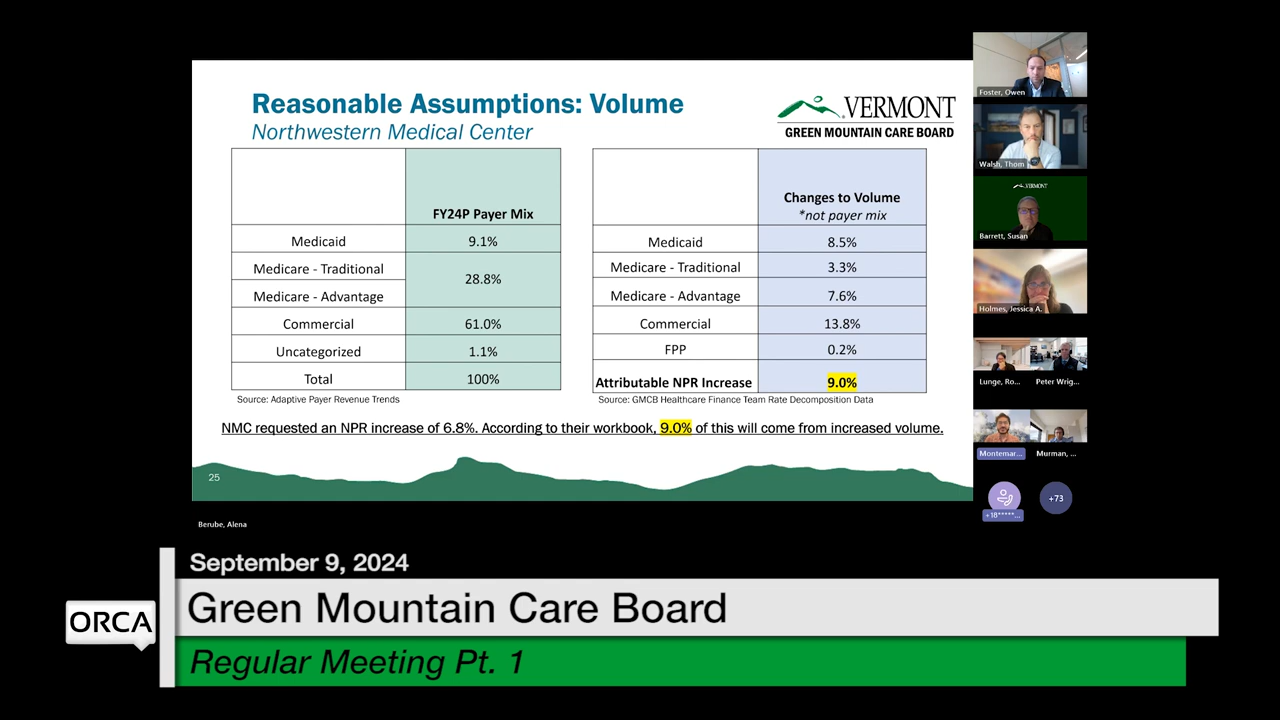 Reasonable Assumptions: Volume
Northwestern Medical Center
VERMONT
GREEN MOUNTAIN CARE BOARD
FY24P Payer Mix
Medicaid 9.1%
Medicare - Traditional
28.8%
Medicare - Advantage
Commercial 61.0%
Uncategorized 1.1%
Total 100%
Source: Adaptive Payer Revenue Trends
Changes to Volume
*not payer mix
Medicaid 8.5%
Medicare - Traditional 3.3%
Medicare - Advantage 7.6%
Commercial 13.8%
FPP 0.2%
Attributable NPR Increase 9.0%
Source: GMCB Healthcare Finance Team Rate Decomposition Data
NMC requested an NPR increase of 6.8%. According to their workbook, 9.0% of this will come from increased volume.
25
Foster, Owen
Walsh, Thom
VERMONT
Barrett, Susan
Holmes, Jessica A.
Lunge, Ro... Peter Wrig...
Montemar... Murman, ...
+18*****... +73
Berube, Alena
September 9, 2024
ORCA
Green Mountain Care Board
Regular Meeting Pt. 1